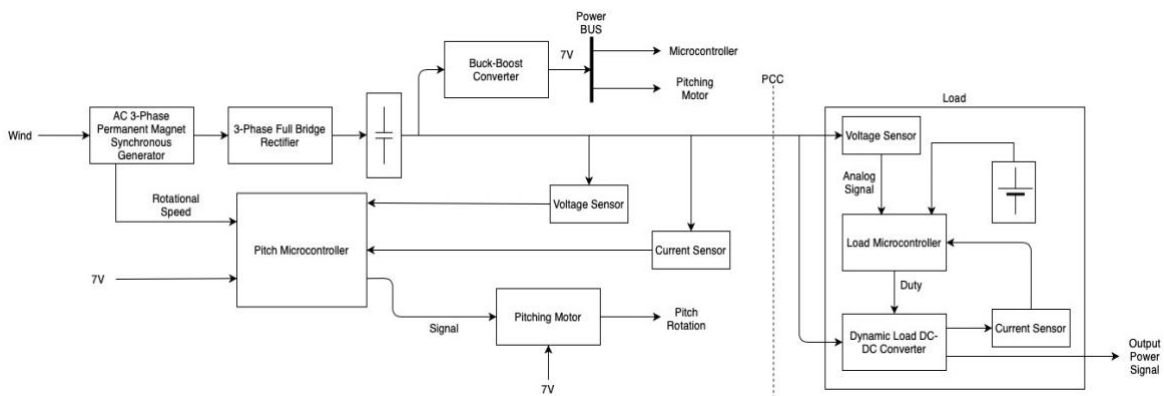 Power
BUS
Buck-Boost
Converter
7V
Microcontroller
Pitching
Motor
PCC
Load
Wind
AC 3-Phase
Permanent Magnet
Synchronous
Generator
3-Phase Full Bridge
Rectifier
Voltage Sensor
Analog
Signal
Rotational
Speed
Pitch Microcontroller
Voltage Sensor
Current Sensor
Load Microcontroller
7V
Duty
Signal
Pitching Motor
Pitch
Rotation
7V
Dynamic Load DC-
DC Converter
Current Sensor
Output
Power
Signal